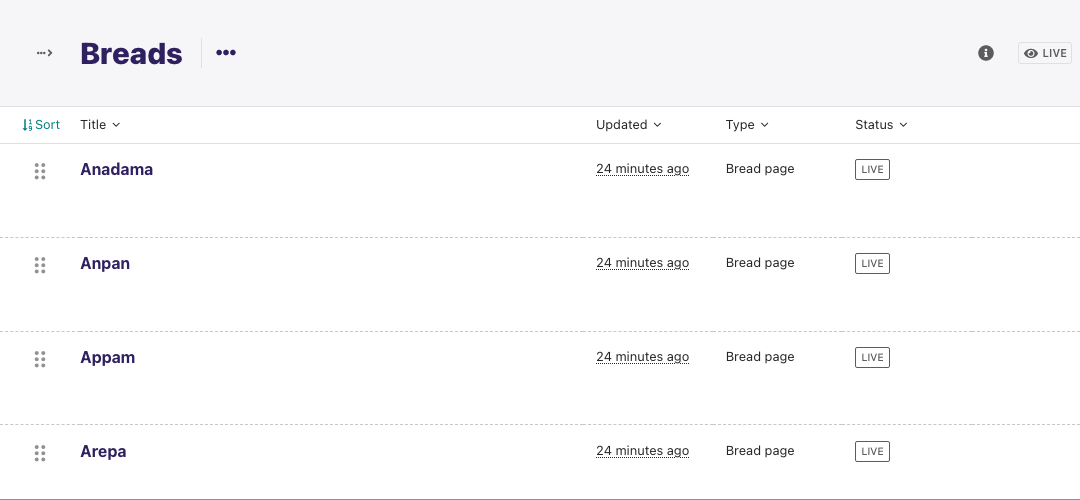 Breads
LIVE
Sort Title Updated Type Status
Anadama 24 minutes ago Bread page LIVE
Anpan 24 minutes ago Bread page LIVE
Appam 24 minutes ago Bread page LIVE
Arepa 24 minutes ago Bread page LIVE